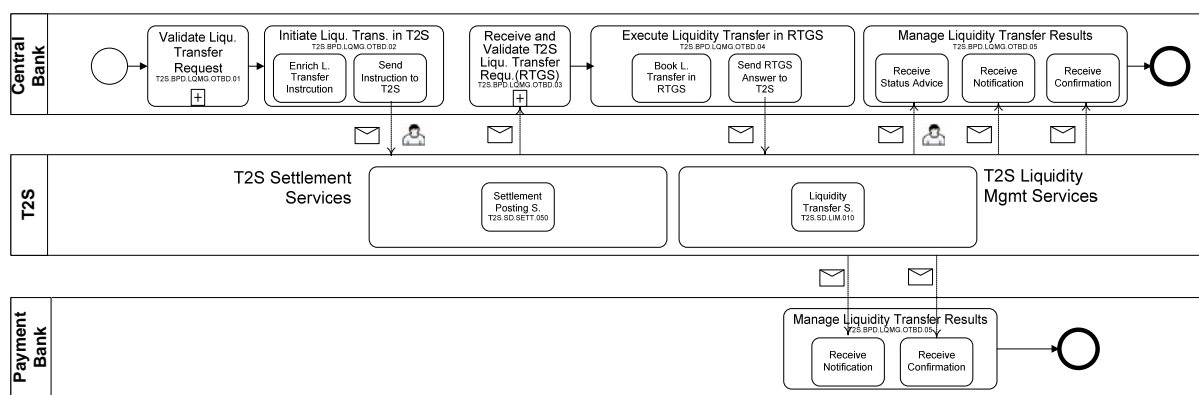 Central
Bank
Validate Liqu.
Transfer
Request
T2S.BPD.LQMG.OTBD.01
+
Initiate Liqu. Trans. in T2S
T2S.BPD.LQMG.OTBD.02
Enrich L.
Transfer
Instrcution
Send
Instruction to
T2S
Receive and
Validate T2S
Liqu. Transfer
Requ.(RTGS)
T2S.BPD.LQMG.OTBD.03
+
Execute Liquidity Transfer in RTGS
T2S.BPD.LQMG.OTBD.04
Book L.
Transfer in
RTGS
Send RTGS
Answer to
T2S
Manage Liquidity Transfer Results
T2S.BPD.LQMG.OTBD.05
Receive
Status Advice
Receive
Notification
Receive
Confirmation
T2S
T2S Settlement
Services
Settlement
Posting S.
T2S.SD.SETT.050
Liquidity
Transfer S.
T2S.SD.LIM.010
T2S Liquidity
Mgmt Services
Payment
Bank
Manage Liquidity Transfer Results
T2S.BPD.LQMG.OTBD.05
Receive
Notification
Receive
Confirmation